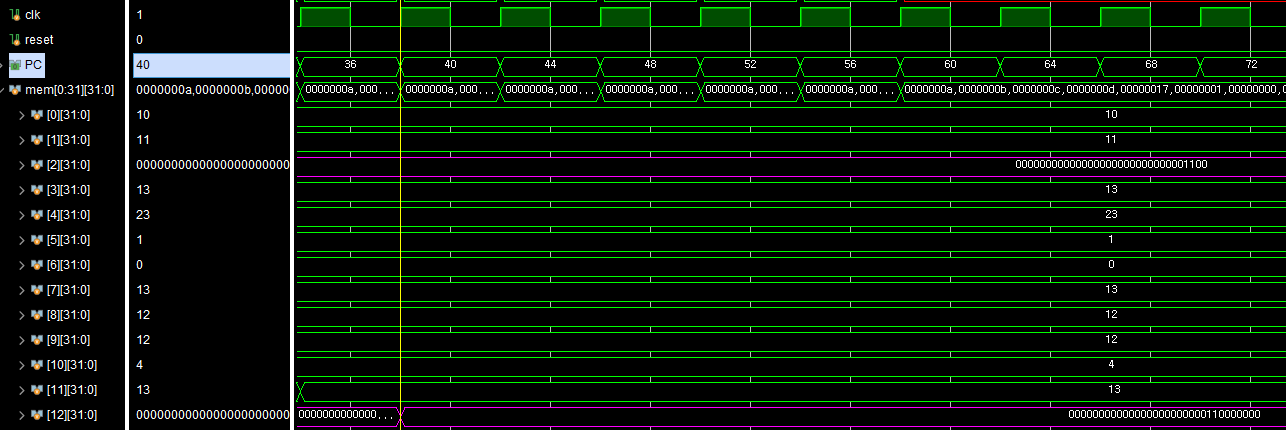 clk 1
reset 0
PC 40 36 40 44 48 52 56 60 64 68 72
mem[0:31][31:0] 0000000a,0000000b,000000 0000000a,000... 0000000a,000... 0000000a,000... 0000000a,000... 0000000a,000... 0000000a,000... 0000000a,0000000b,0000000c,0000000d,00000017,00000001,00000000,
[0][31:0] 10 10
[1][31:0] 11 11
[2][31:0] 00000000000000000000000 00000000000000000000000000001100
[3][31:0] 13 13
[4][31:0] 23 23
[5][31:0] 1 1
[6][31:0] 0 0
[7][31:0] 13 13
[8][31:0] 12 12
[9][31:0] 12 12
[10][31:0] 4 4
[11][31:0] 13 13
[12][31:0] 00000000000000000000000 0000000000000... 00000000000000000000000110000000